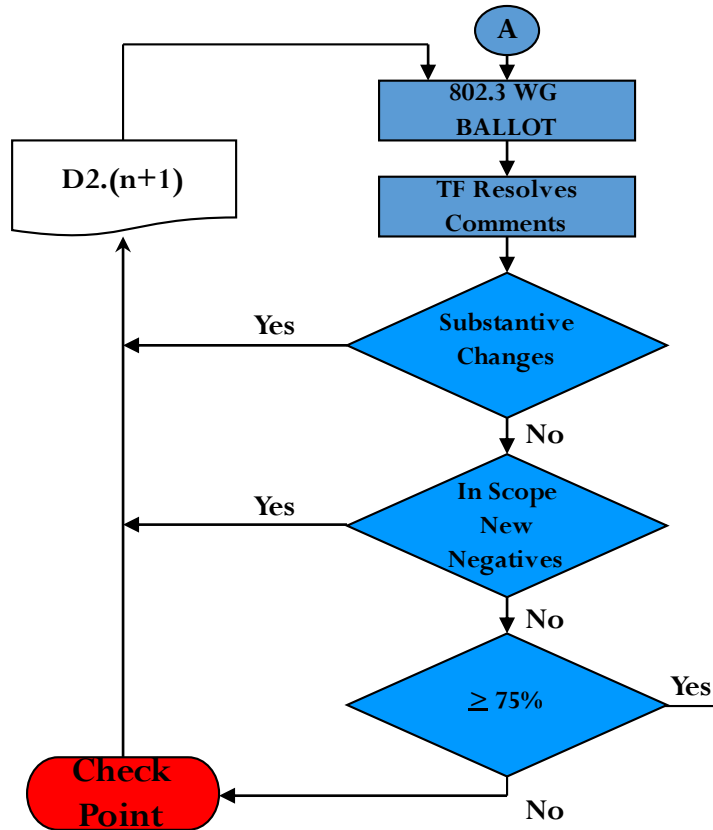 A
802.3 WG
BALLOT
D2.(n+1)
TF Resolves
Comments
Substantive
Changes
Yes
No
In Scope
New
Negatives
Yes
No
≥ 75%
Yes
Check
Point
No